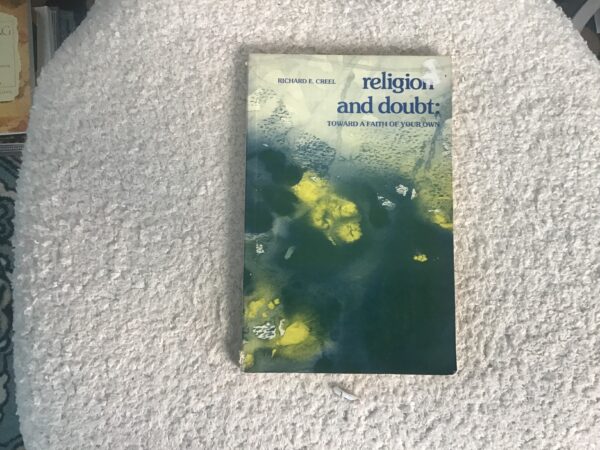 RICHARD E. CREEL
religion
and doubt:
TOWARD A FAITH OF YOUR OWN